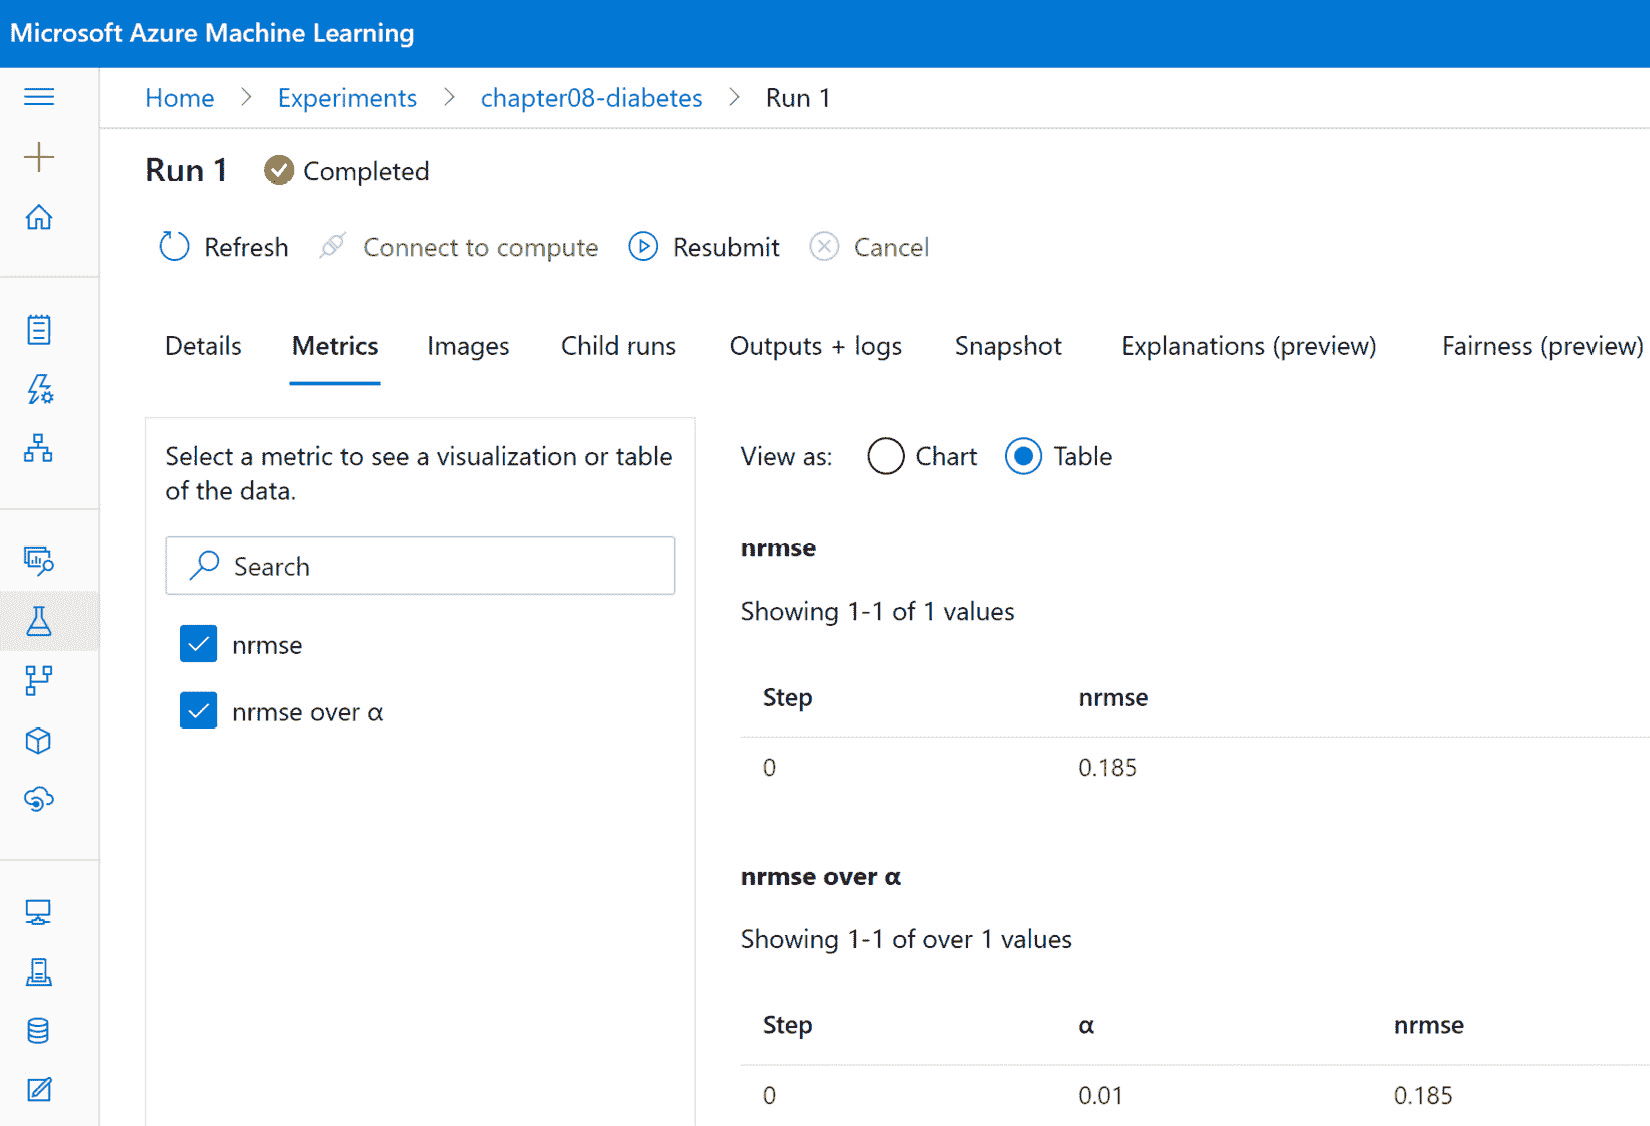 Microsoft Azure Machine Learning
Home > Experiments > chapter08-diabetes > Run 1
Run 1 Completed
Refresh Connect to compute Resubmit Cancel
Details Metrics Images Child runs Outputs + logs Snapshot Explanations (preview) Fairness (preview)
Select a metric to see a visualization or table
of the data.
Search
nrmse
nrmse over α
View as: Chart Table
nrmse
Showing 1-1 of 1 values
Step nrmse
0 0.185
nrmse over α
Showing 1-1 of over 1 values
Step α nrmse
0 0.01 0.185